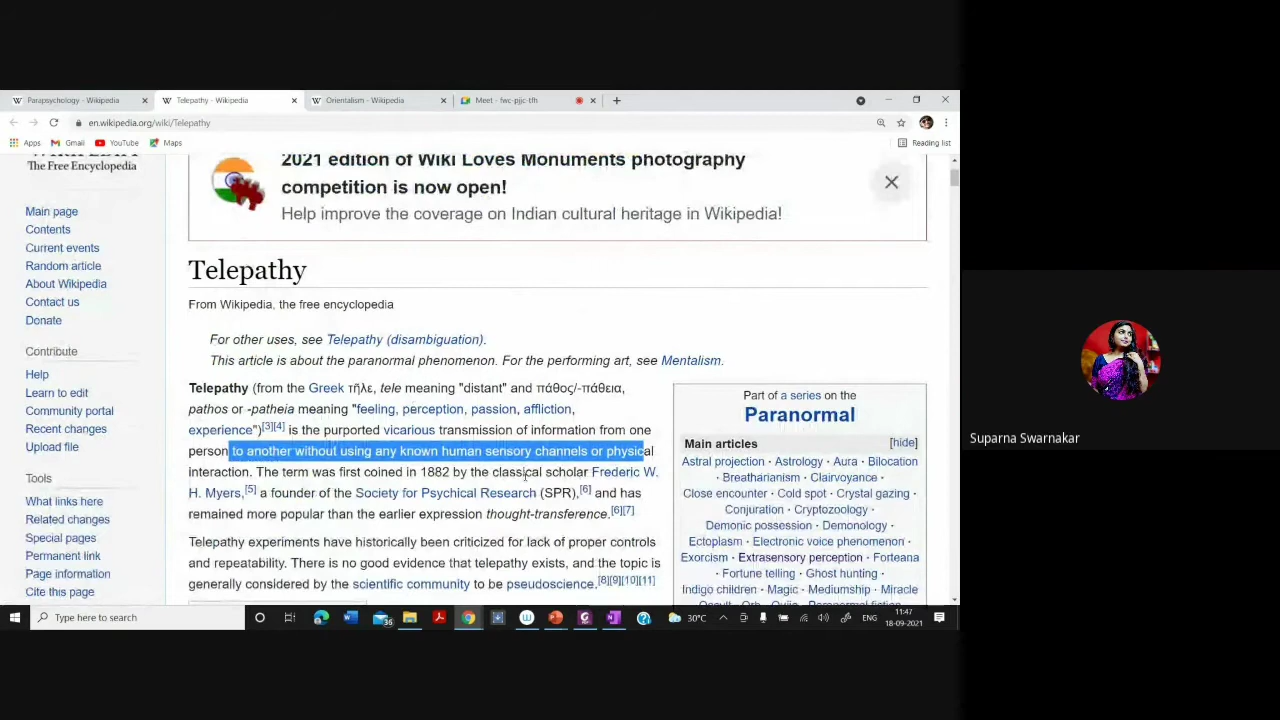 Parapsychology - Wikipedia
Telepathy - Wikipedia
Orientalism - Wikipedia
Meet - fwc-pjjc-tfh
en.wikipedia.org/wiki/Telepathy
Apps Gmail YouTube Maps Reading list
The Free Encyclopedia
Main page
Contents
Current events
Random article
About Wikipedia
Contact us
Donate
Contribute
Help
Learn to edit
Community portal
Recent changes
Upload file
Tools
What links here
Related changes
Special pages
Permanent link
Page information
Cite this page
2021 edition of Wiki Loves Monuments photography
competition is now open!
Help improve the coverage on Indian cultural heritage in Wikipedia!
Telepathy
From Wikipedia, the free encyclopedia
For other uses, see Telepathy (disambiguation).
This article is about the paranormal phenomenon. For the performing art, see Mentalism.
Telepathy (from the Greek τῆλε, tele meaning "distant" and πάθος/-πάθεια,
pathos or -patheia meaning "feeling, perception, passion, affliction,
experience")[3][4] is the purported vicarious transmission of information from one
person to another without using any known human sensory channels or physical
interaction. The term was first coined in 1882 by the classical scholar Frederic W.
H. Myers,[5] a founder of the Society for Psychical Research (SPR),[6] and has
remained more popular than the earlier expression thought-transference.[6][7]
Telepathy experiments have historically been criticized for lack of proper controls
and repeatability. There is no good evidence that telepathy exists, and the topic is
generally considered by the scientific community to be pseudoscience.[8][9][10][11]
Part of a series on the
Paranormal
Main articles [hide]
Astral projection · Astrology · Aura · Bilocation
· Breatharianism · Clairvoyance ·
Close encounter · Cold spot · Crystal gazing ·
Conjuration · Cryptozoology ·
Demonic possession · Demonology ·
Ectoplasm · Electronic voice phenomenon ·
Exorcism · Extrasensory perception · Forteana
· Fortune telling · Ghost hunting ·
Indigo children · Magic · Mediumship · Miracle
Occult · Orb · Ouija · Paranormal fiction
Type here to search
36
30°C
ENG
11:47
18-09-2021
Suparna Swarnakar